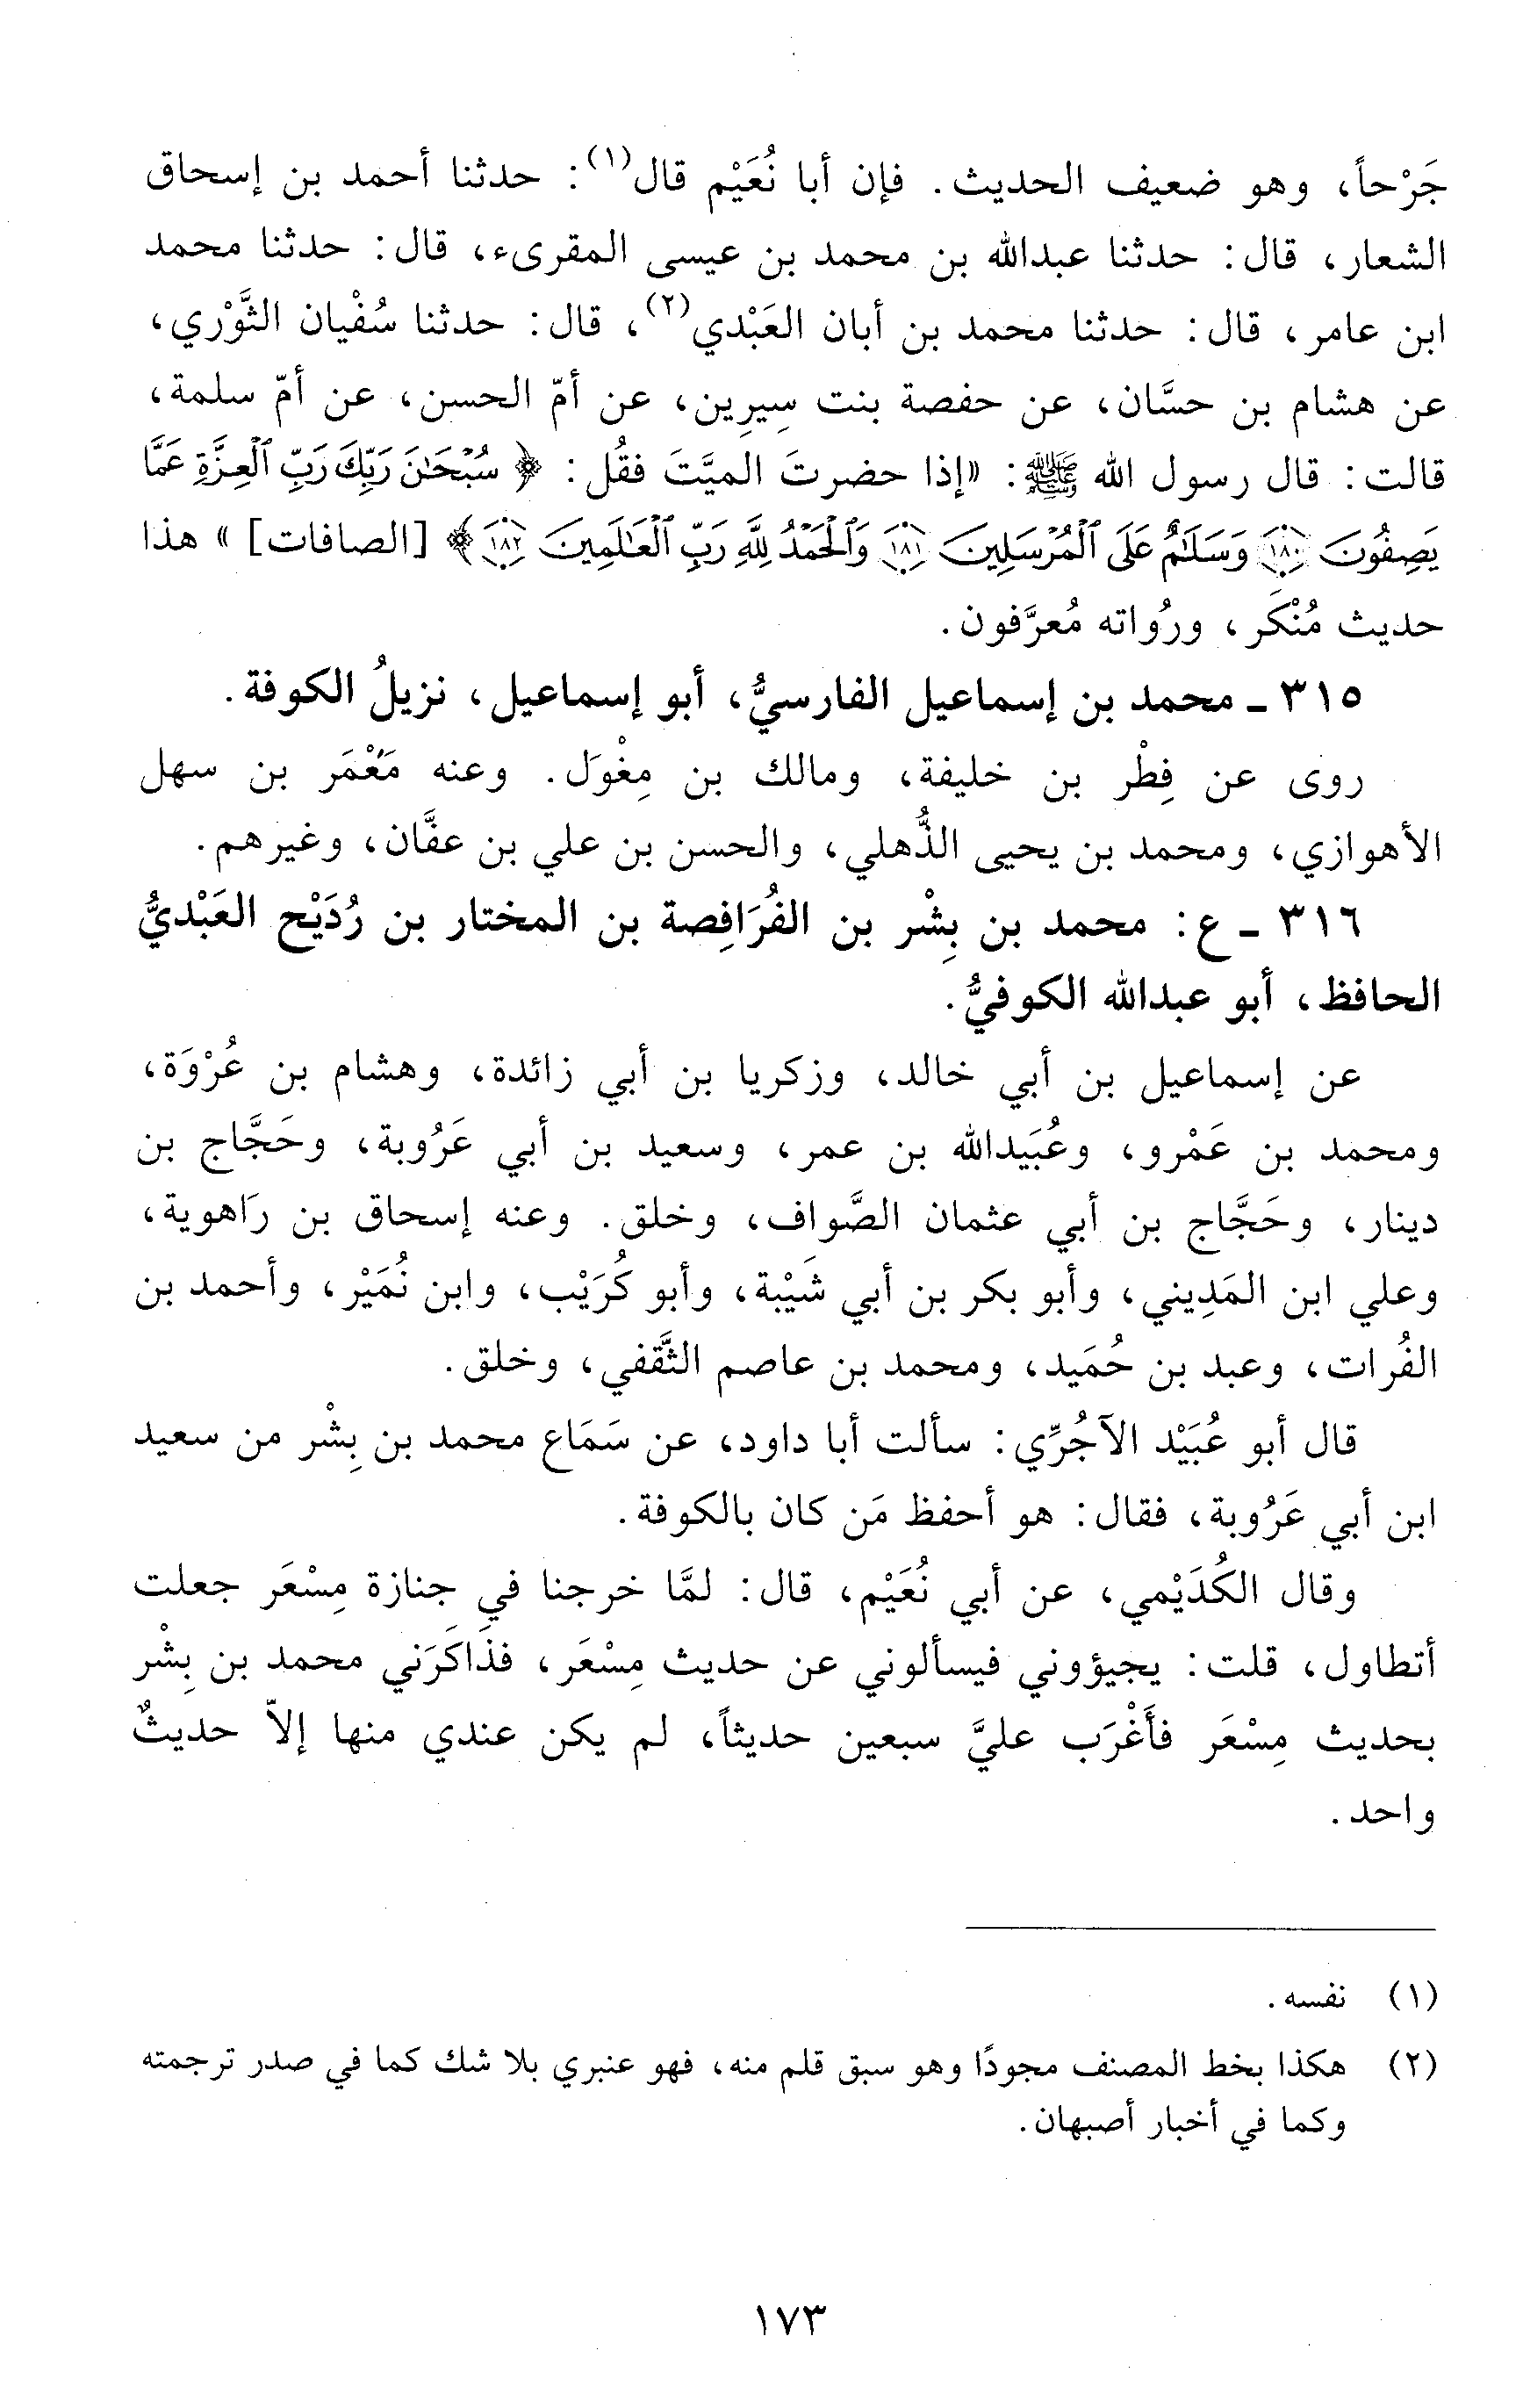 جَرْحاً، وهو ضعيف الحديث. فإن أبا نُعَيْم قال(١): حدثنا أحمد بن إسحاق
الشعار، قال: حدثنا عبدالله بن محمد بن عيسى المقرىء، قال: حدثنا محمد
ابن عامر، قال: حدثنا محمد بن أبان العَبْدي(٢)، قال: حدثنا سُفْيان الثَّوْري،
عن هشام بن حسَّان، عن حفصة بنت سِيرِين، عن أمّ الحسن، عن أمّ سلمة،
قالت: قال رسول الله ﷺ: «إذا حضرتَ الميَّتَ فقُل: ﴿ سُبْحَٰنَ رَبِّكَ رَبِّ ٱلْعِزَّةِ عَمَّا
يَصِفُونَ ﴿١٨٠﴾ وَسَلَٰمٌ عَلَى ٱلْمُرْسَلِينَ ﴿١٨١﴾ وَٱلْحَمْدُ لِلَّهِ رَبِّ ٱلْعَٰلَمِينَ ﴿١٨٢﴾ ﴾ [الصافات] » هذا
حديث مُنْكَر، ورُواته مُعرَّفون.
٣١٥ ـ محمد بن إسماعيل الفارسيُّ، أبو إسماعيل، نزيلُ الكوفة.
روى عن فِطْر بن خليفة، ومالك بن مِغْوَل. وعنه مَعْمَر بن سهل
الأهوازي، ومحمد بن يحيى الذُّهلي، والحسن بن علي بن عفَّان، وغيرهم.
٣١٦ ـ ع: محمد بن بِشْر بن الفُرَافِصة بن المختار بن رُدَيْح العَبْديُّ
الحافظ، أبو عبدالله الكوفيُّ.
عن إسماعيل بن أبي خالد، وزكريا بن أبي زائدة، وهشام بن عُرْوَة،
ومحمد بن عَمْرو، وعُبَيدالله بن عمر، وسعيد بن أبي عَرُوبة، وحَجَّاج بن
دينار، وحَجَّاج بن أبي عثمان الصَّواف، وخلق. وعنه إسحاق بن رَاهوية،
وعلي ابن المَدِيني، وأبو بكر بن أبي شَيْبة، وأبو كُرَيْب، وابن نُمَيْر، وأحمد بن
الفُرات، وعبد بن حُمَيد، ومحمد بن عاصم الثَّقفي، وخلق.
قال أبو عُبَيْد الآجُرِّي: سألت أبا داود، عن سَمَاع محمد بن بِشْر من سعيد
ابن أبي عَرُوبة، فقال: هو أحفظ مَن كان بالكوفة.
وقال الكُدَيْمي، عن أبي نُعَيْم، قال: لمَّا خرجنا في جنازة مِسْعَر جعلت
أتطاول، قلت: يجيؤوني فيسألوني عن حديث مِسْعَر، فذَاكَرَني محمد بن بِشْر
بحديث مِسْعَر فأَغْرَب عليَّ سبعين حديثاً، لم يكن عندي منها إلاّ حديثٌ
واحد.
(١) نفسه.
(٢) هكذا بخط المصنف مجودًا وهو سبق قلم منه، فهو عنبري بلا شك كما في صدر ترجمته
وكما في أخبار أصبهان.
١٧٣